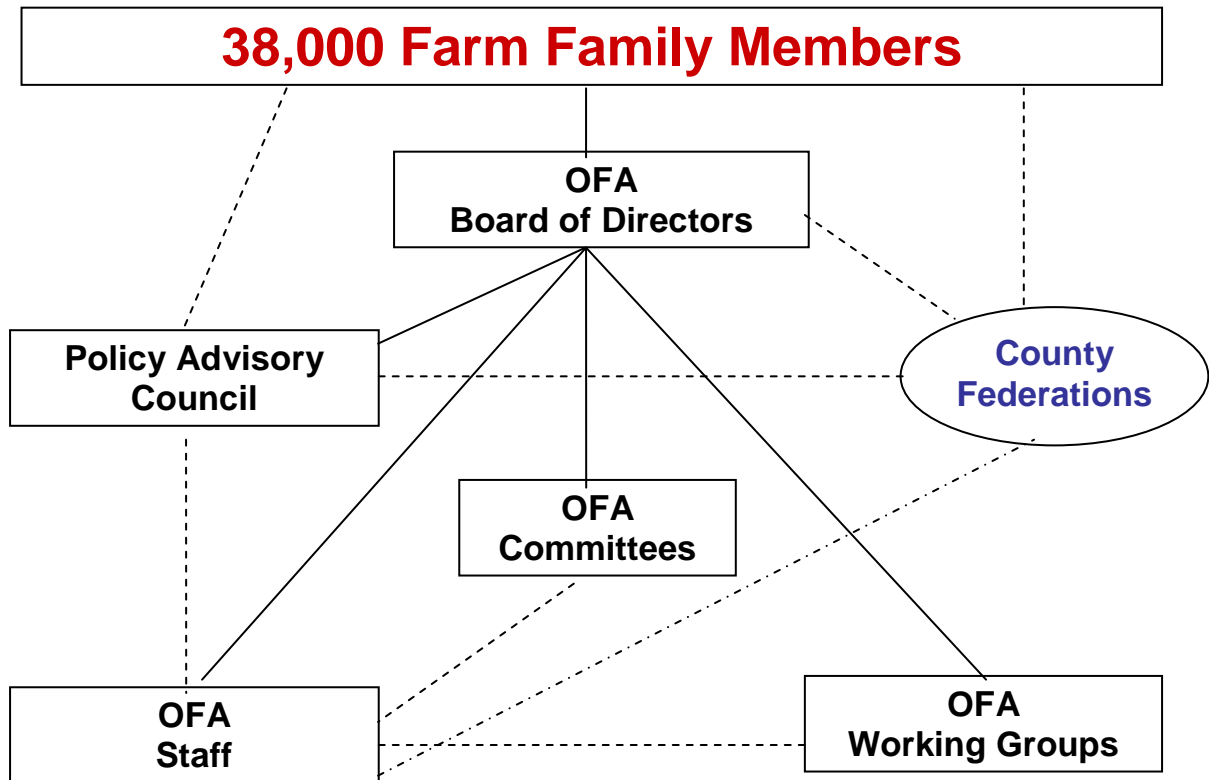 38,000 Farm Family Members
OFA
Board of Directors
Policy Advisory
Council
County
Federations
OFA
Committees
OFA
Staff
OFA
Working Groups